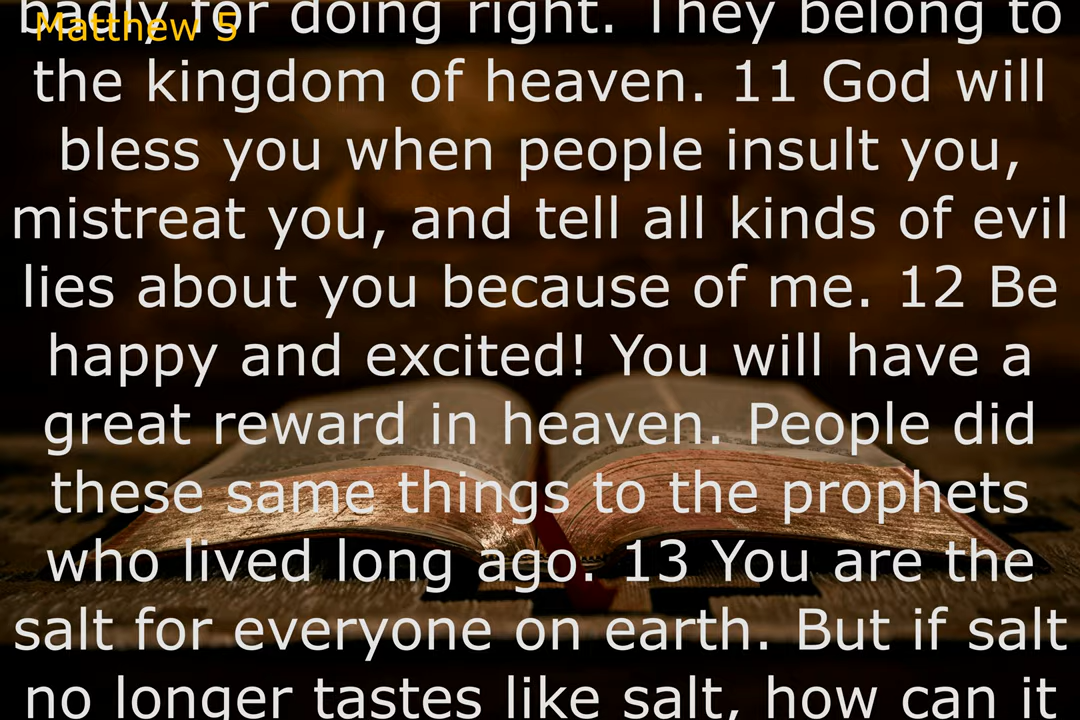 badly for doing right. They belong to
Matthew 5
the kingdom of heaven. 11 God will
bless you when people insult you,
mistreat you, and tell all kinds of evil
lies about you because of me. 12 Be
happy and excited! You will have a
great reward in heaven. People did
these same things to the prophets
who lived long ago. 13 You are the
salt for everyone on earth. But if salt
no longer tastes like salt, how can it